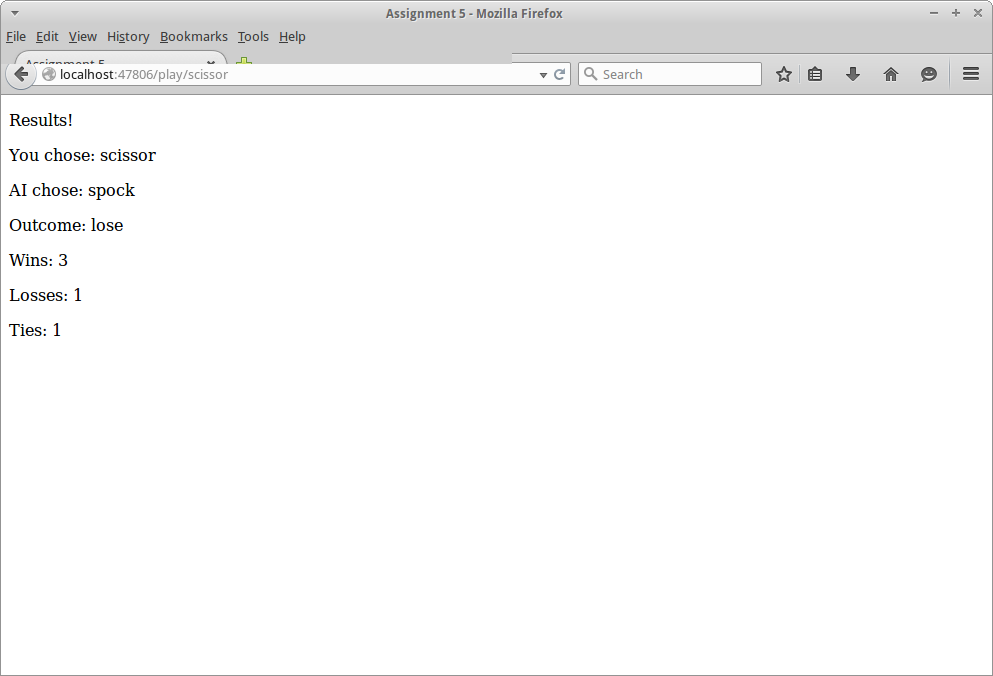 Assignment 5 - Mozilla Firefox
File Edit View History Bookmarks Tools Help
Assignment 5
localhost:47806/play/scissor
Search
Results!
You chose: scissor
AI chose: spock
Outcome: lose
Wins: 3
Losses: 1
Ties: 1